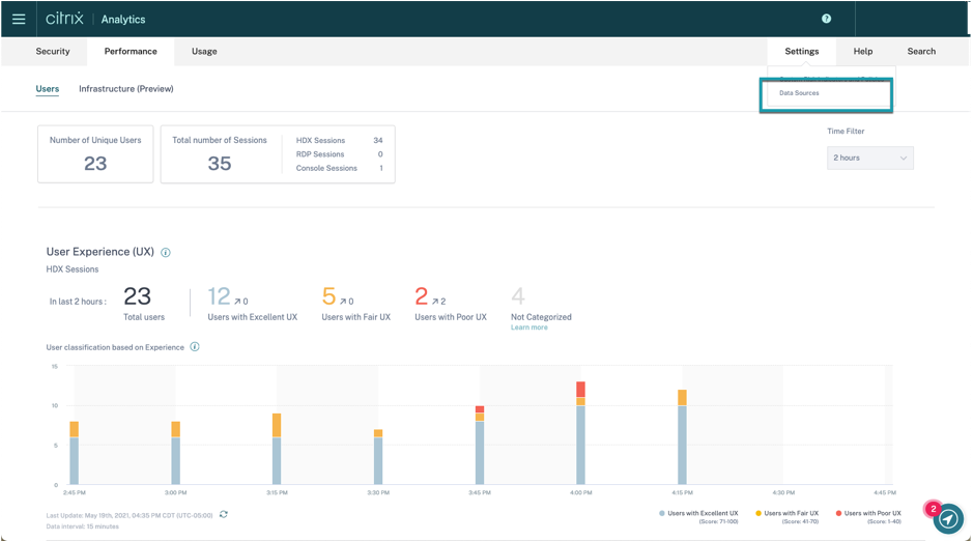 citrix | Analytics
Security Performance Usage Settings Help Search
Users Infrastructure (Preview)
Data Sources
Time Filter
2 hours
Number of Unique Users
23
Total number of Sessions
35
HDX Sessions 34
RDP Sessions 0
Console Sessions 1
User Experience (UX)
HDX Sessions
In last 2 hours :
23
Total users
12 ↗ 0
Users with Excellent UX
5 ↗ 0
Users with Fair UX
2 ↗ 2
Users with Poor UX
4
Not Categorized
Learn more
User classification based on Experience
15
10
5
0
2:45 PM 3:00 PM 3:15 PM 3:30 PM 3:45 PM 4:00 PM 4:15 PM 4:30 PM 4:45 PM
Last Update: May 19th, 2021, 04:35 PM CDT (UTC-05:00)
Data interval: 15 minutes
Users with Excellent UX
(Score: 71-100)
Users with Fair UX
(Score: 41-70)
Users with Poor UX
(Score: 1-40)
2